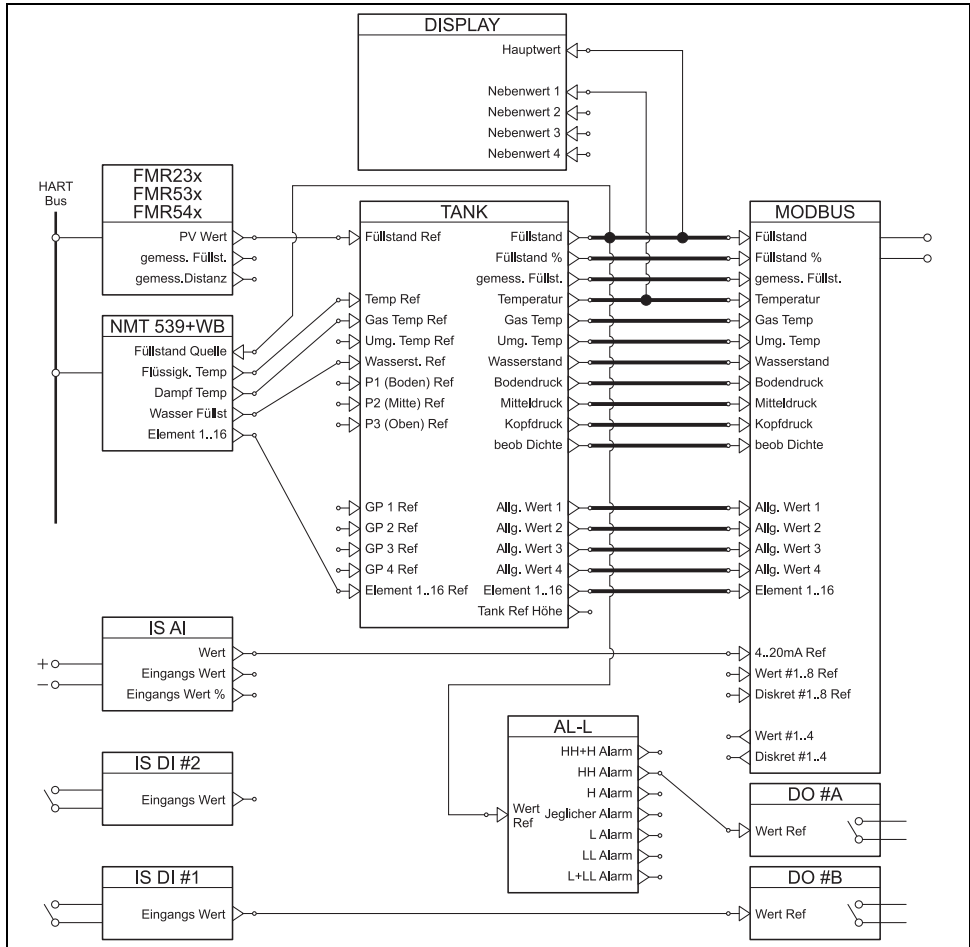 DISPLAY
Hauptwert
Nebenwert 1
Nebenwert 2
Nebenwert 3
Nebenwert 4
HART
Bus
FMR23x
FMR53x
FMR54x
PV Wert
gemess. Füllst.
gemess.Distanz
NMT 539+WB
Füllstand Quelle
Flüssigk. Temp
Dampf Temp
Wasser Füllst
Element 1..16
TANK
Füllstand Ref
Temp Ref
Gas Temp Ref
Umg. Temp Ref
Wasserst. Ref
P1 (Boden) Ref
P2 (Mitte) Ref
P3 (Oben) Ref
GP 1 Ref
GP 2 Ref
GP 3 Ref
GP 4 Ref
Element 1..16 Ref
Füllstand
Füllstand %
gemess. Füllst.
Temperatur
Gas Temp
Umg. Temp
Wasserstand
Bodendruck
Mitteldruck
Kopfdruck
beob Dichte
Allg. Wert 1
Allg. Wert 2
Allg. Wert 3
Allg. Wert 4
Element 1..16
Tank Ref Höhe
MODBUS
Füllstand
Füllstand %
gemess. Füllst.
Temperatur
Gas Temp
Umg. Temp
Wasserstand
Bodendruck
Mitteldruck
Kopfdruck
beob Dichte
Allg. Wert 1
Allg. Wert 2
Allg. Wert 3
Allg. Wert 4
Element 1..16
4..20mA Ref
Wert #1..8 Ref
Diskret #1..8 Ref
Wert #1..4
Diskret #1..4
IS AI
+
−
Wert
Eingangs Wert
Eingangs Wert %
IS DI #2
Eingangs Wert
IS DI #1
Eingangs Wert
AL-L
Wert
Ref
HH+H Alarm
HH Alarm
H Alarm
Jeglicher Alarm
L Alarm
LL Alarm
L+LL Alarm
DO #A
Wert Ref
DO #B
Wert Ref